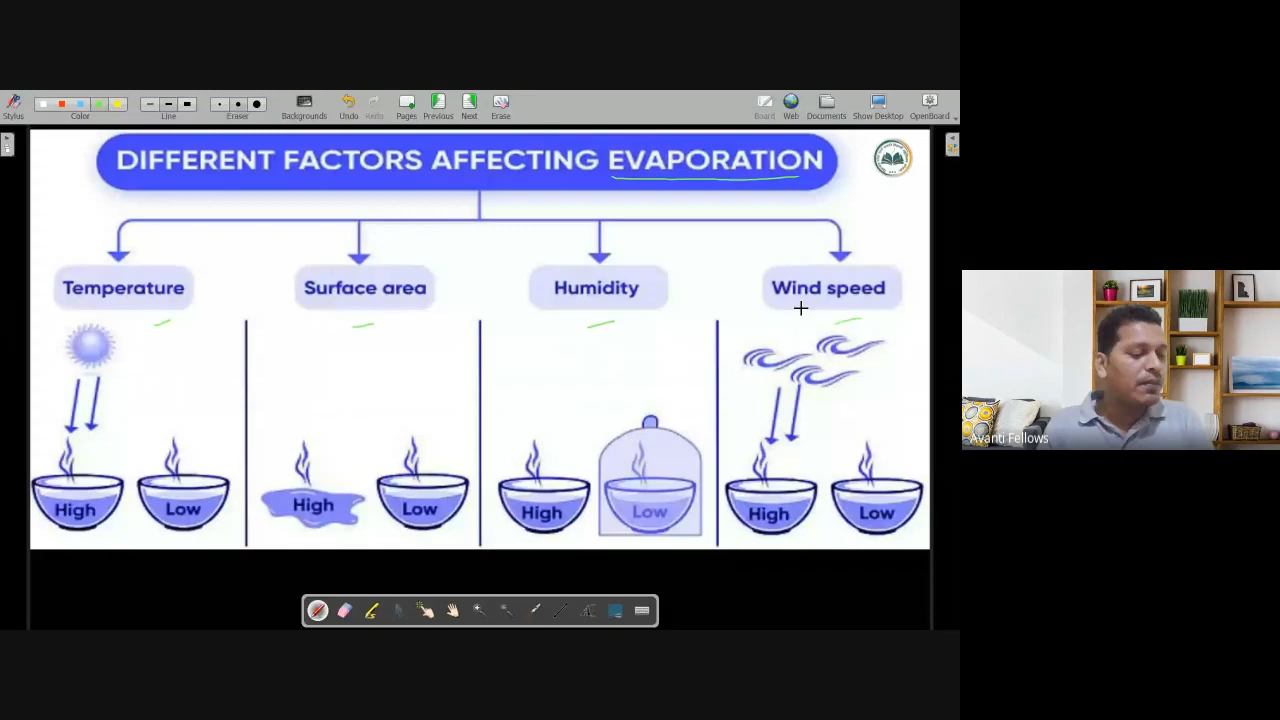 Stylus
Color
Line
Eraser
Backgrounds
Undo
Redo
Pages
Previous
Next
Erase
Board
Web
Documents
Show Desktop
OpenBoard
DIFFERENT FACTORS AFFECTING EVAPORATION
Temperature
Surface area
Humidity
Wind speed
High
Low
High
Low
High
Low
High
Low
Avanti Fellows